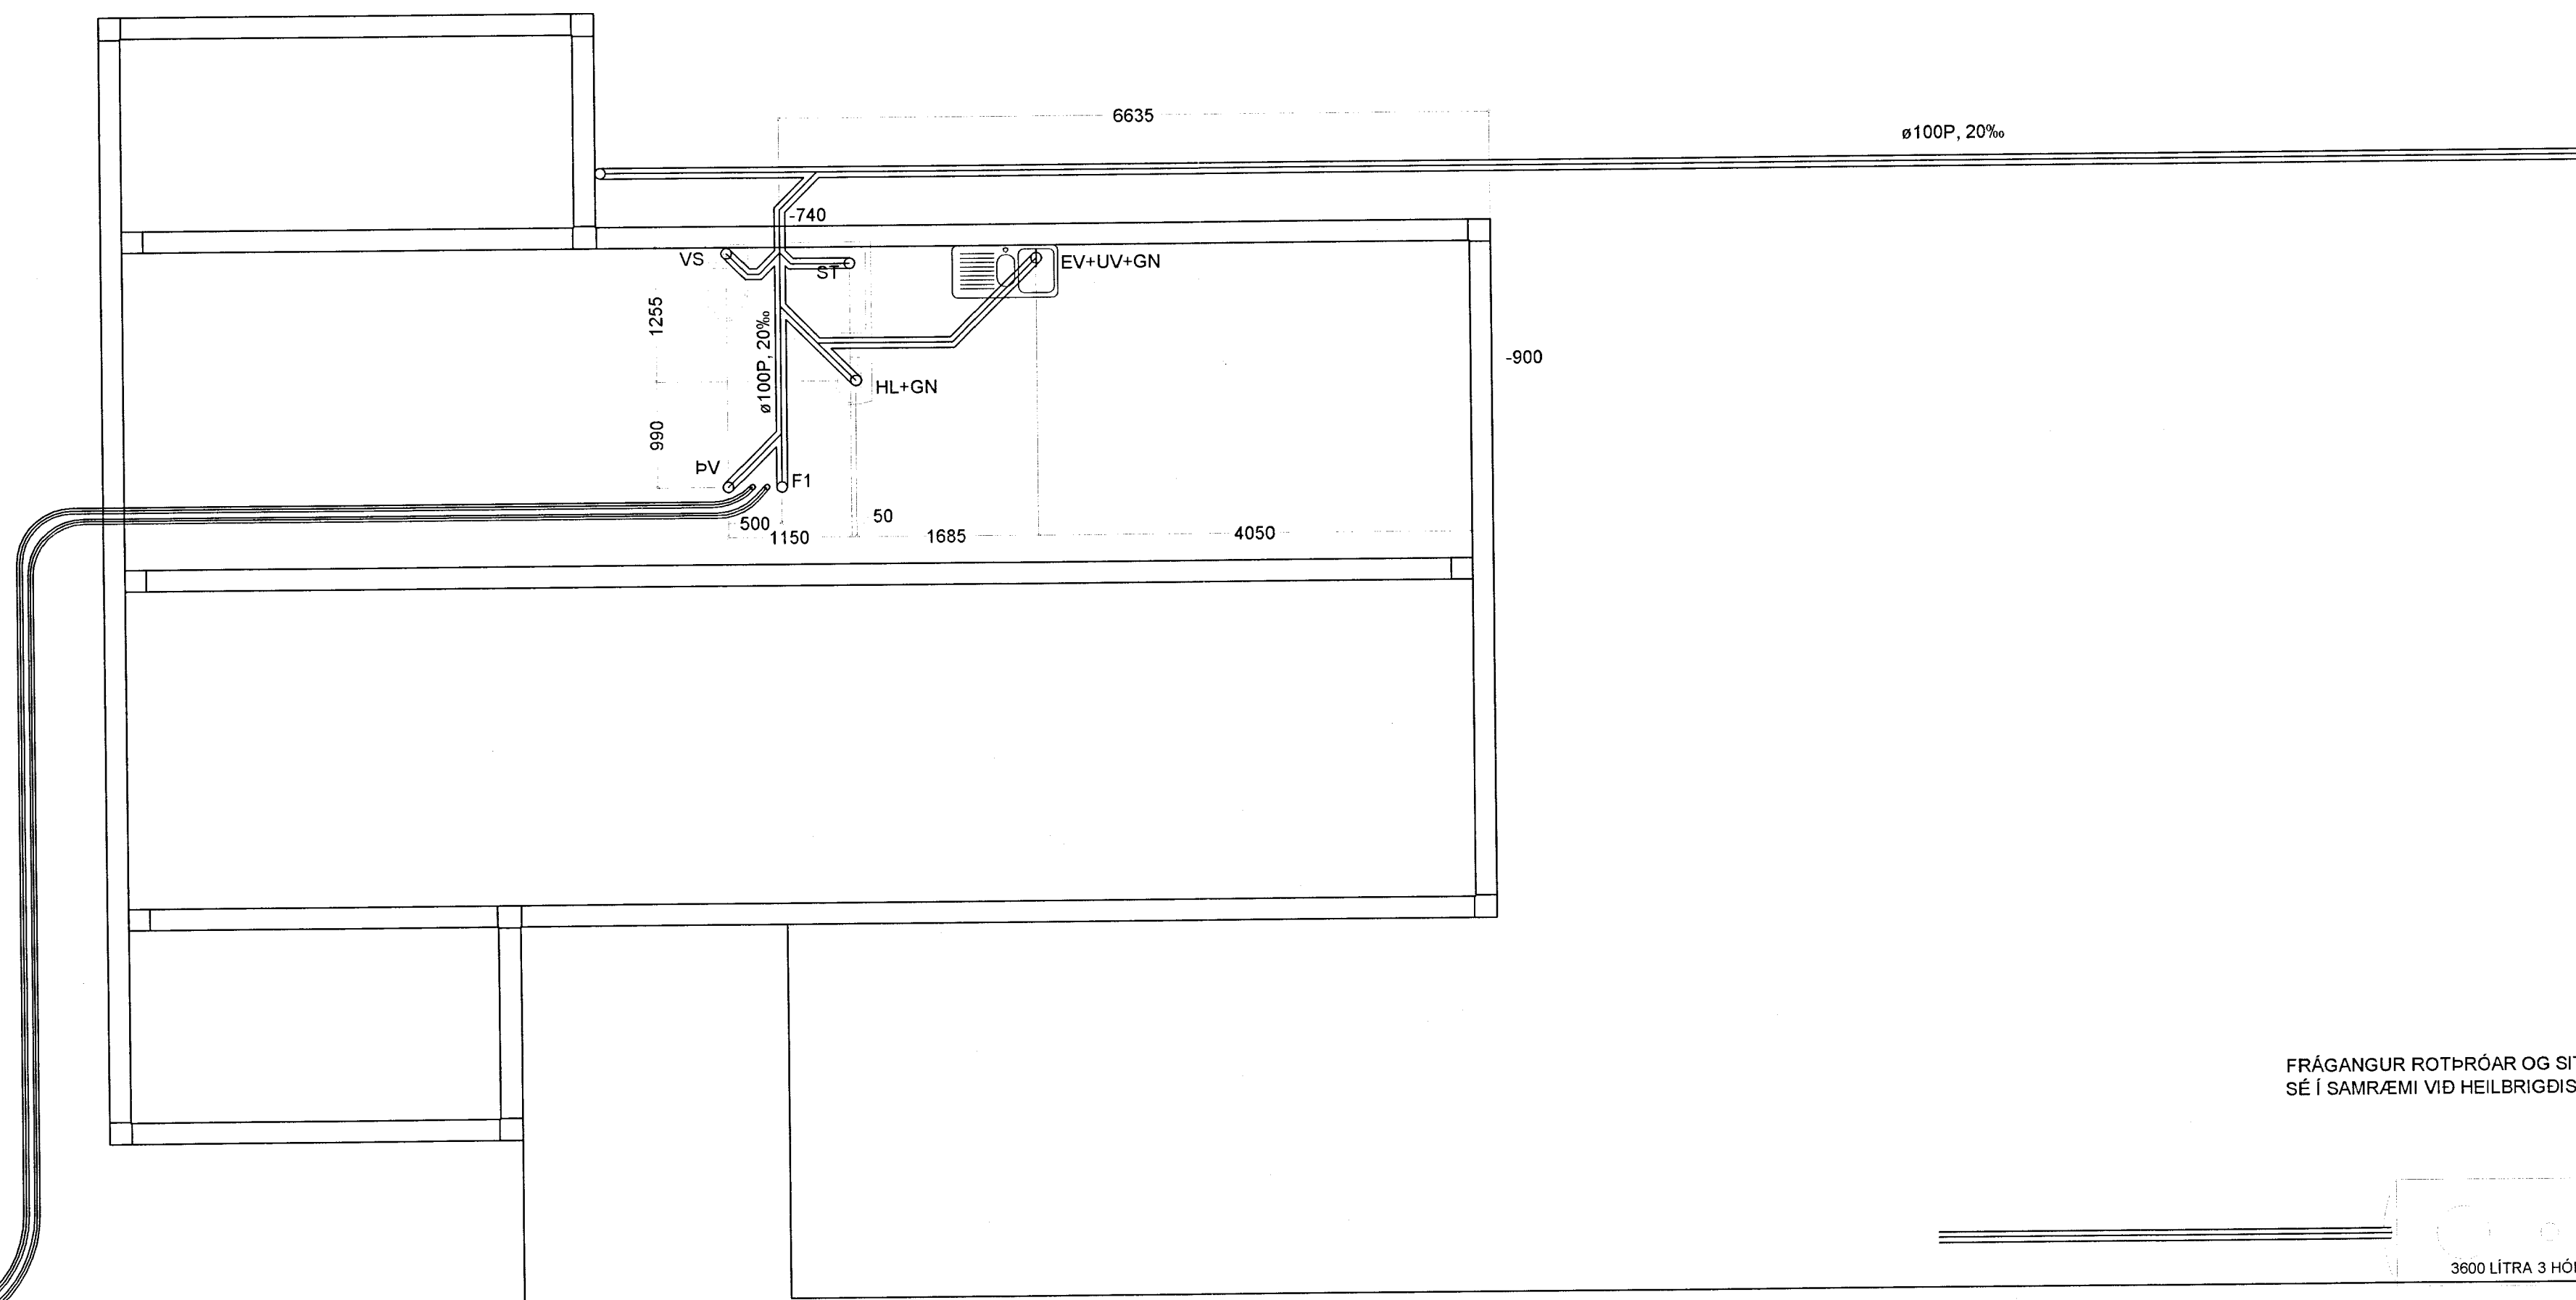 6635
ø100P, 20‰
-740
VS
ST
EV+UV+GN
1255
ø100P, 20‰
-900
HL+GN
990
ÞV
F1
500
50
1150
1685
4050
FRÁGANGUR ROTÞRÓAR OG SIT
SÉ Í SAMRÆMI VIÐ HEILBRIGÐIS
3600 LÍTRA 3 HÓ